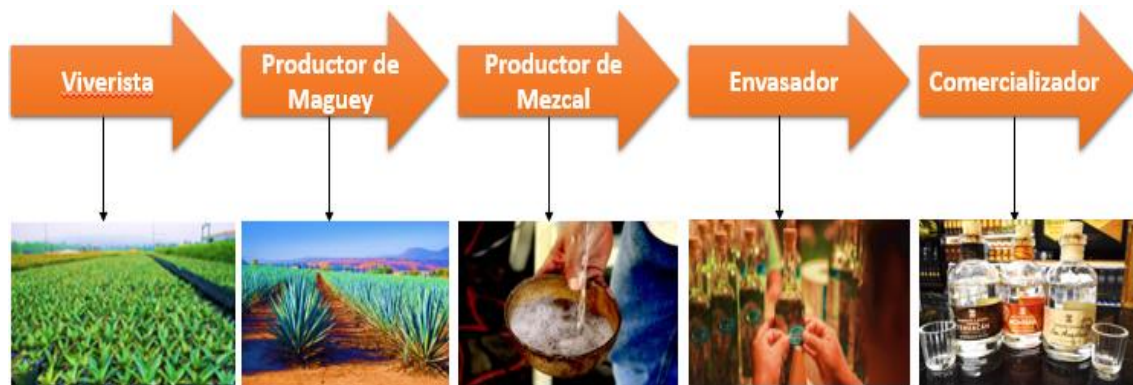 Viverista
Productor de
Maguey
Productor de
Mezcal
Envasador
Comercializador